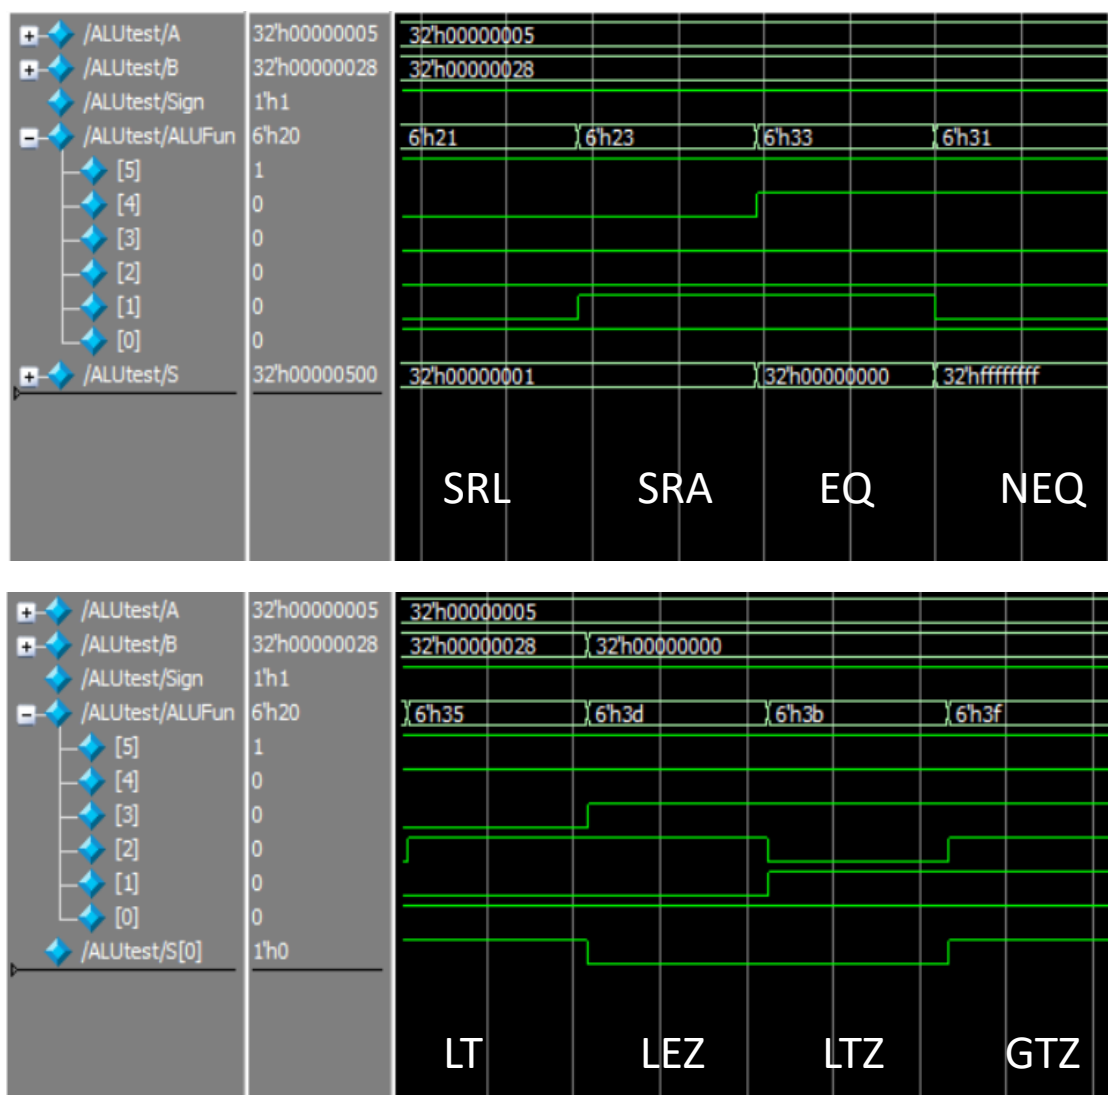 /ALUtest/A 32'h00000005 32'h00000005
/ALUtest/B 32'h00000028 32'h00000028
/ALUtest/Sign 1'h1
/ALUtest/ALUFun 6'h20 6'h21 6'h23 6'h33 6'h31
[5] 1
[4] 0
[3] 0
[2] 0
[1] 0
[0] 0
/ALUtest/S 32'h00000500 32'h00000001 32'h00000000 32'hffffffff
SRL SRA EQ NEQ
/ALUtest/A 32'h00000005 32'h00000005
/ALUtest/B 32'h00000028 32'h00000028 32'h00000000
/ALUtest/Sign 1'h1
/ALUtest/ALUFun 6'h20 6'h35 6'h3d 6'h3b 6'h3f
[5] 1
[4] 0
[3] 0
[2] 0
[1] 0
[0] 0
/ALUtest/S[0] 1'h0
LT LEZ LTZ GTZ